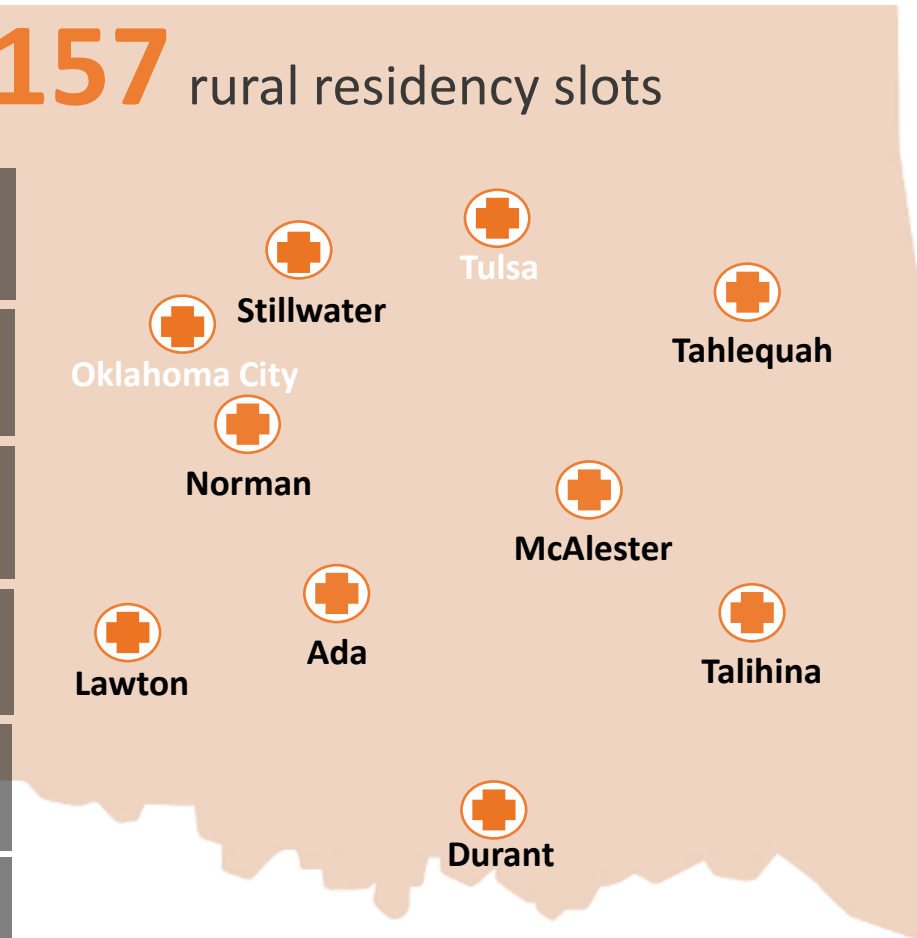 157 rural residency slots
Tulsa
Stillwater
Tahlequah
Oklahoma City
Norman
McAlester
Ada
Talihina
Lawton
Durant